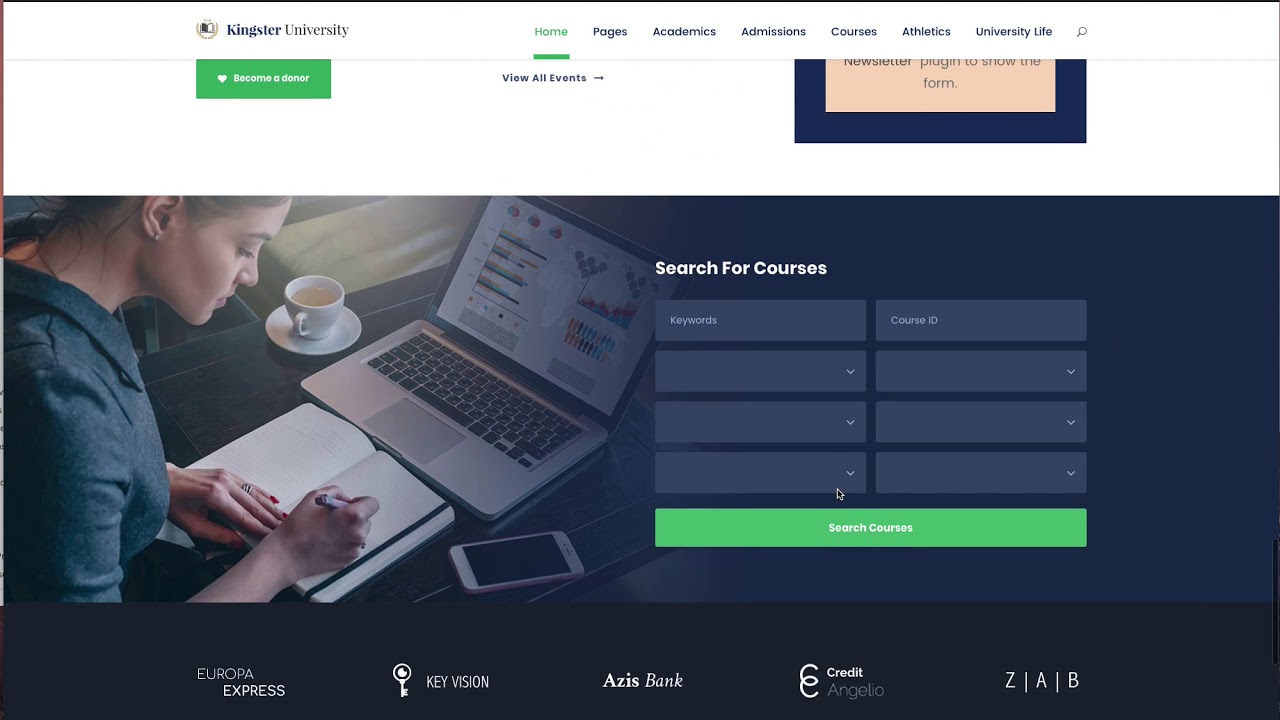 Kingster University
Home Pages Academics Admissions Courses Athletics University Life
Become a donor
View All Events
Newsletter plugin to show the
form.
Search For Courses
Keywords
Course ID
Search Courses
EUROPA
EXPRESS
KEY VISION
Azis Bank
Credit
Angelio
Z | A | B